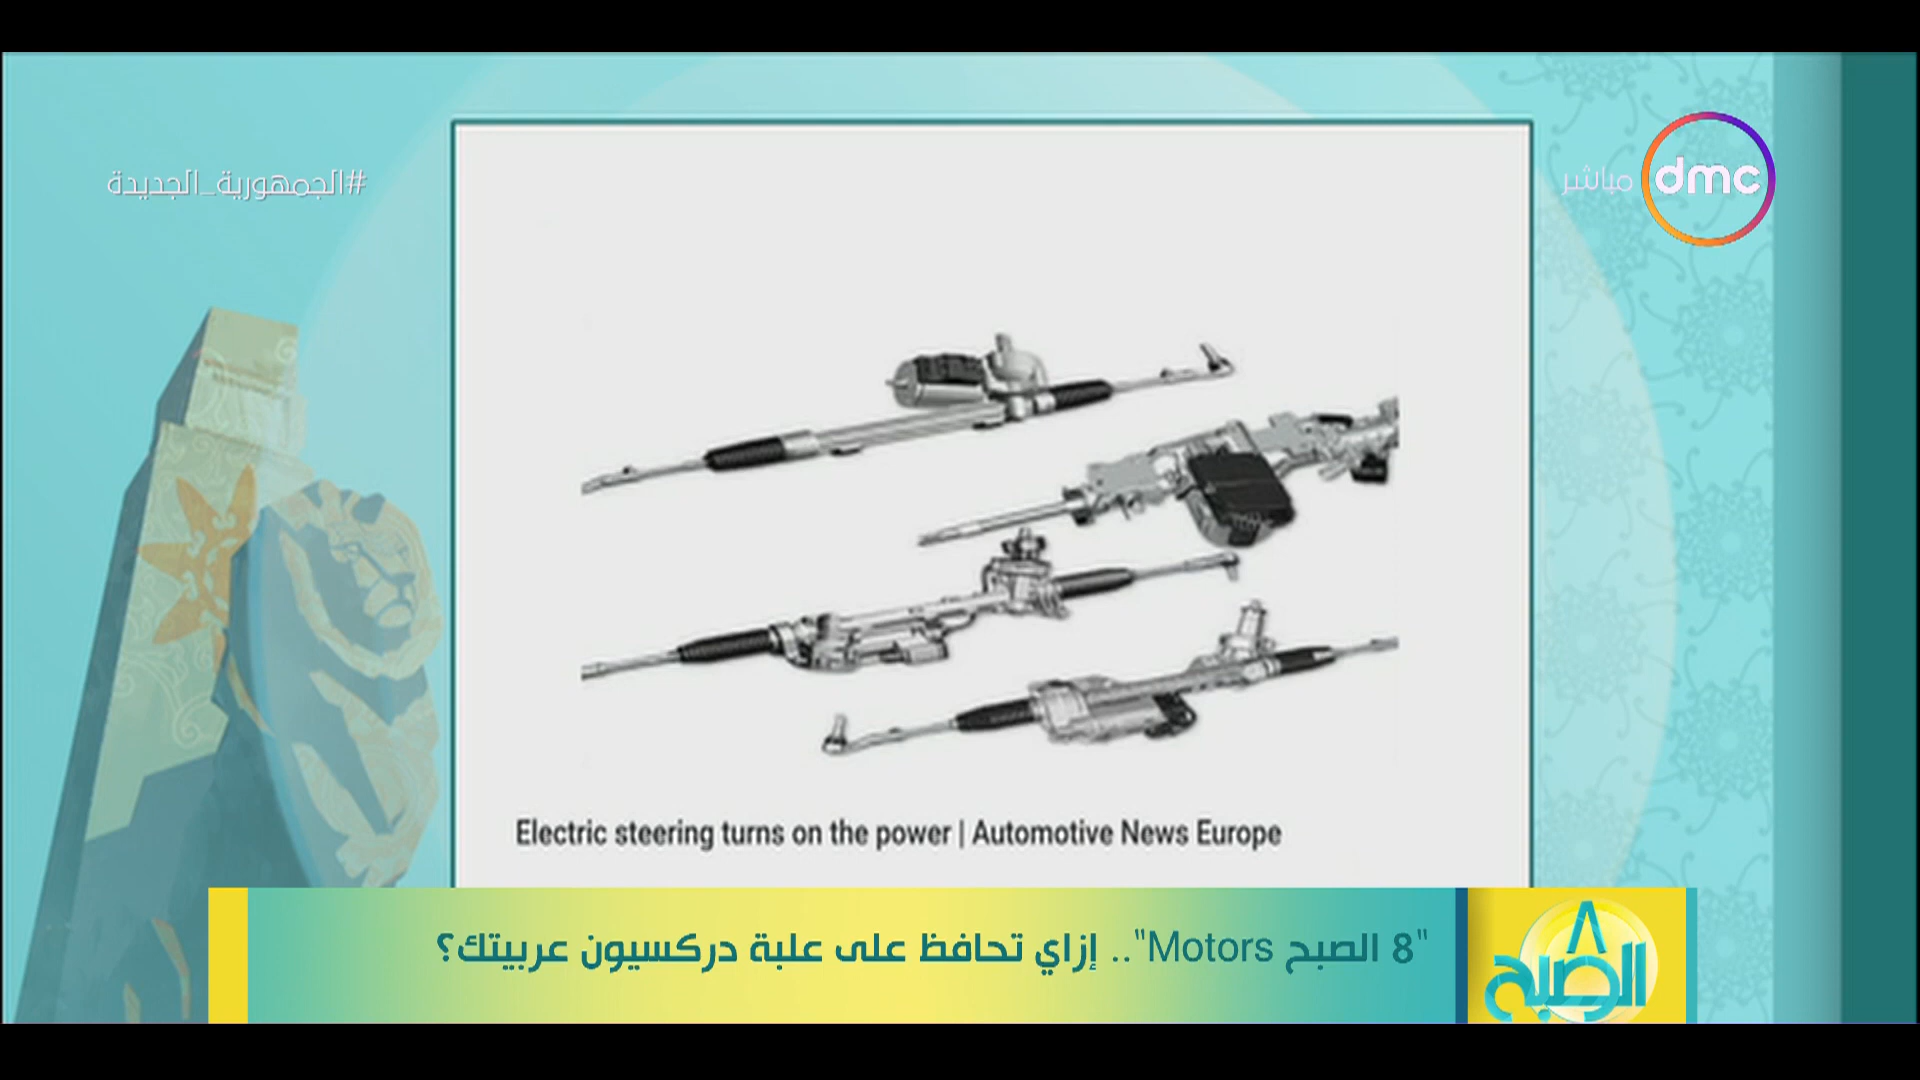 #الجمهورية_الجديدة
مباشر
dmc
Electric steering turns on the power | Automotive News Europe
"8 الصبح Motors".. إزاي تحافظ على علبة دركسيون عربيتك؟
٨ الصبح